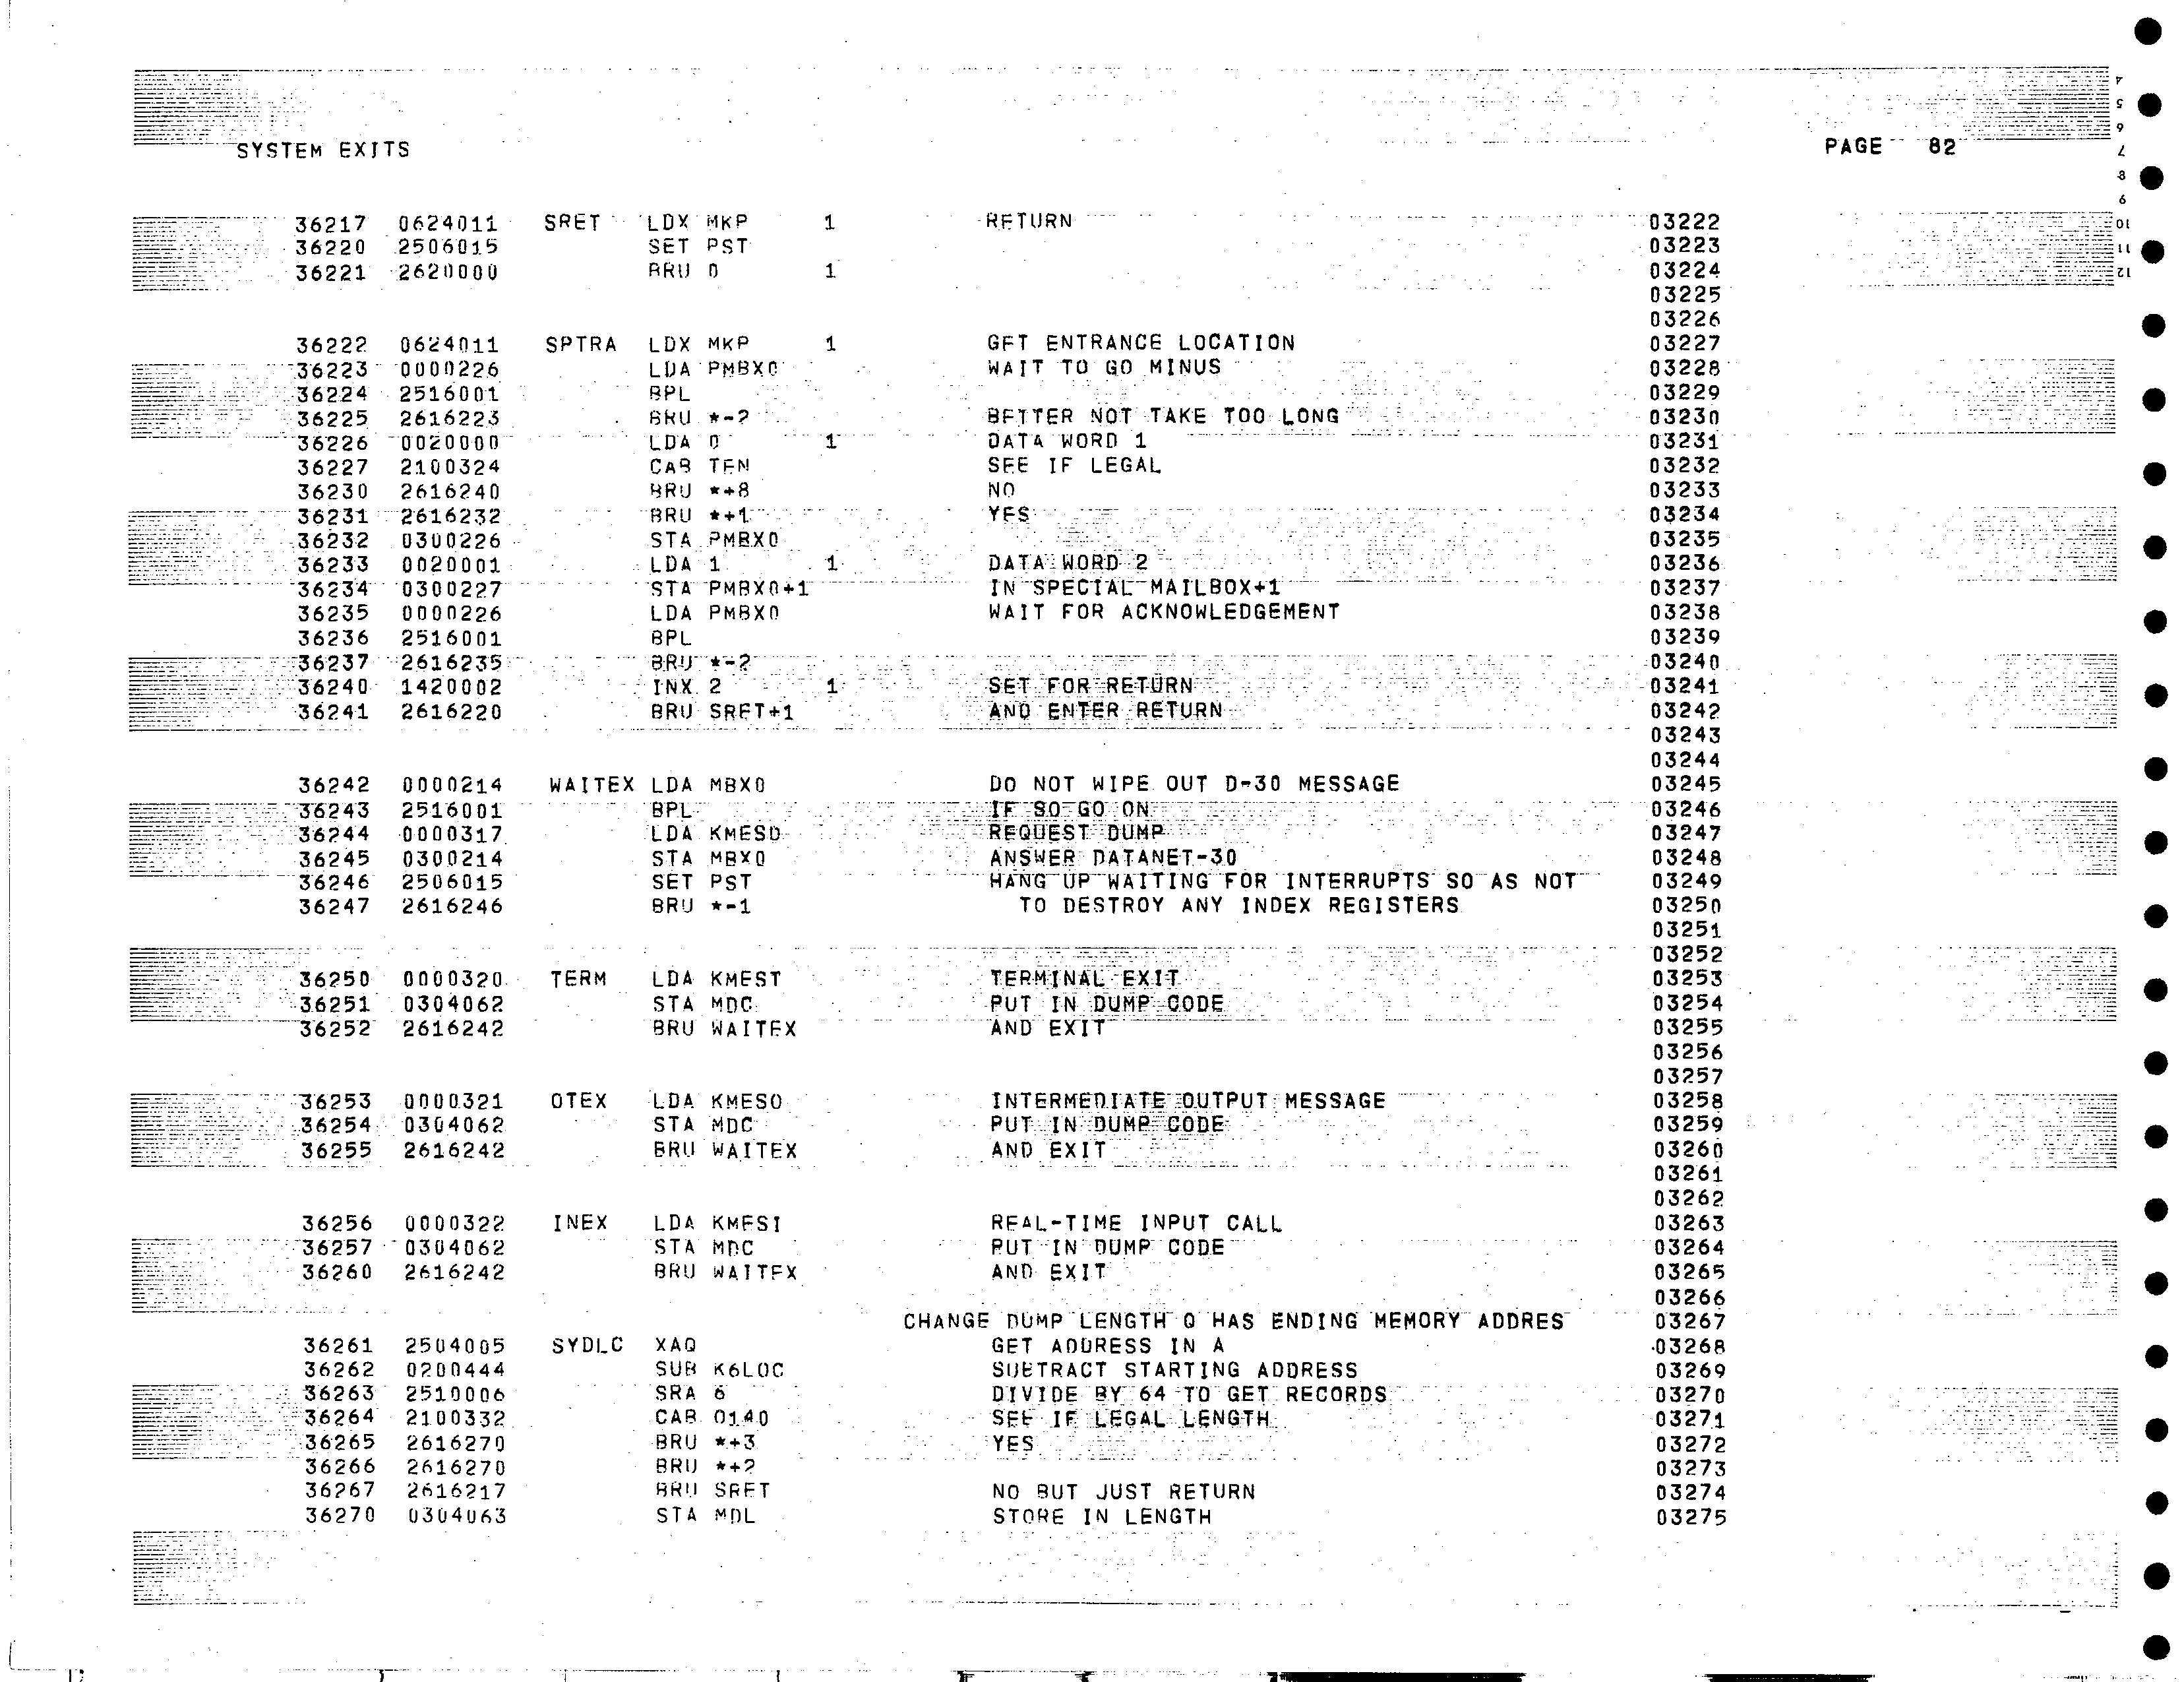 SYSTEM EXITS PAGE 82
36217 0624011 SRET LDX MKP 1 RETURN 03222
36220 2506015 SET PST 03223
36221 2620000 BRU 0 1 03224
03225
03226
36222 0624011 SPTRA LDX MKP 1 GET ENTRANCE LOCATION 03227
36223 0000226 LDA PMBX0 WAIT TO GO MINUS 03228
36224 2516001 BPL 03229
36225 2616223 BRU *-2 BETTER NOT TAKE TOO LONG 03230
36226 0020000 LDA 0 1 DATA WORD 1 03231
36227 2100324 CAB TEN SEE IF LEGAL 03232
36230 2616240 BRU *+8 NO 03233
36231 2616232 BRU *+1 YES 03234
36232 0300226 STA PMBX0 03235
36233 0020001 LDA 1 1 DATA WORD 2 03236
36234 0300227 STA PMBX0+1 IN SPECIAL MAILBOX+1 03237
36235 0000226 LDA PMBX0 WAIT FOR ACKNOWLEDGEMENT 03238
36236 2516001 BPL 03239
36237 2616235 BRU *-2 03240
36240 1420002 INX 2 1 SET FOR RETURN 03241
36241 2616220 BRU SRET+1 AND ENTER RETURN 03242
03243
03244
36242 0000214 WAITEX LDA MBX0 DO NOT WIPE OUT D-30 MESSAGE 03245
36243 2516001 BPL IF SO GO ON 03246
36244 0000317 LDA KMESD REQUEST DUMP 03247
36245 0300214 STA MBX0 ANSWER DATANET-30 03248
36246 2506015 SET PST HANG UP WAITING FOR INTERRUPTS SO AS NOT 03249
36247 2616246 BRU *-1 TO DESTROY ANY INDEX REGISTERS 03250
03251
03252
36250 0000320 TERM LDA KMEST TERMINAL EXIT 03253
36251 0304062 STA MDC PUT IN DUMP CODE 03254
36252 2616242 BRU WAITEX AND EXIT 03255
03256
03257
36253 0000321 OTEX LDA KMESO INTERMEDIATE OUTPUT MESSAGE 03258
36254 0304062 STA MDC PUT IN DUMP CODE 03259
36255 2616242 BRU WAITEX AND EXIT 03260
03261
03262
36256 0000322 INEX LDA KMESI REAL-TIME INPUT CALL 03263
36257 0304062 STA MDC PUT IN DUMP CODE 03264
36260 2616242 BRU WAITEX AND EXIT 03265
03266
CHANGE DUMP LENGTH Q HAS ENDING MEMORY ADDRES 03267
36261 2504005 SYDLC XAQ GET ADDRESS IN A 03268
36262 0200444 SUB K6LOC SUBTRACT STARTING ADDRESS 03269
36263 2510006 SRA 6 DIVIDE BY 64 TO GET RECORDS 03270
36264 2100332 CAB O140 SEE IF LEGAL LENGTH 03271
36265 2616270 BRU *+3 YES 03272
36266 2616270 BRU *+2 03273
36267 2616217 BRU SRET NO BUT JUST RETURN 03274
36270 0304063 STA MDL STORE IN LENGTH 03275
4
5
6
7
8
9
10
11
12